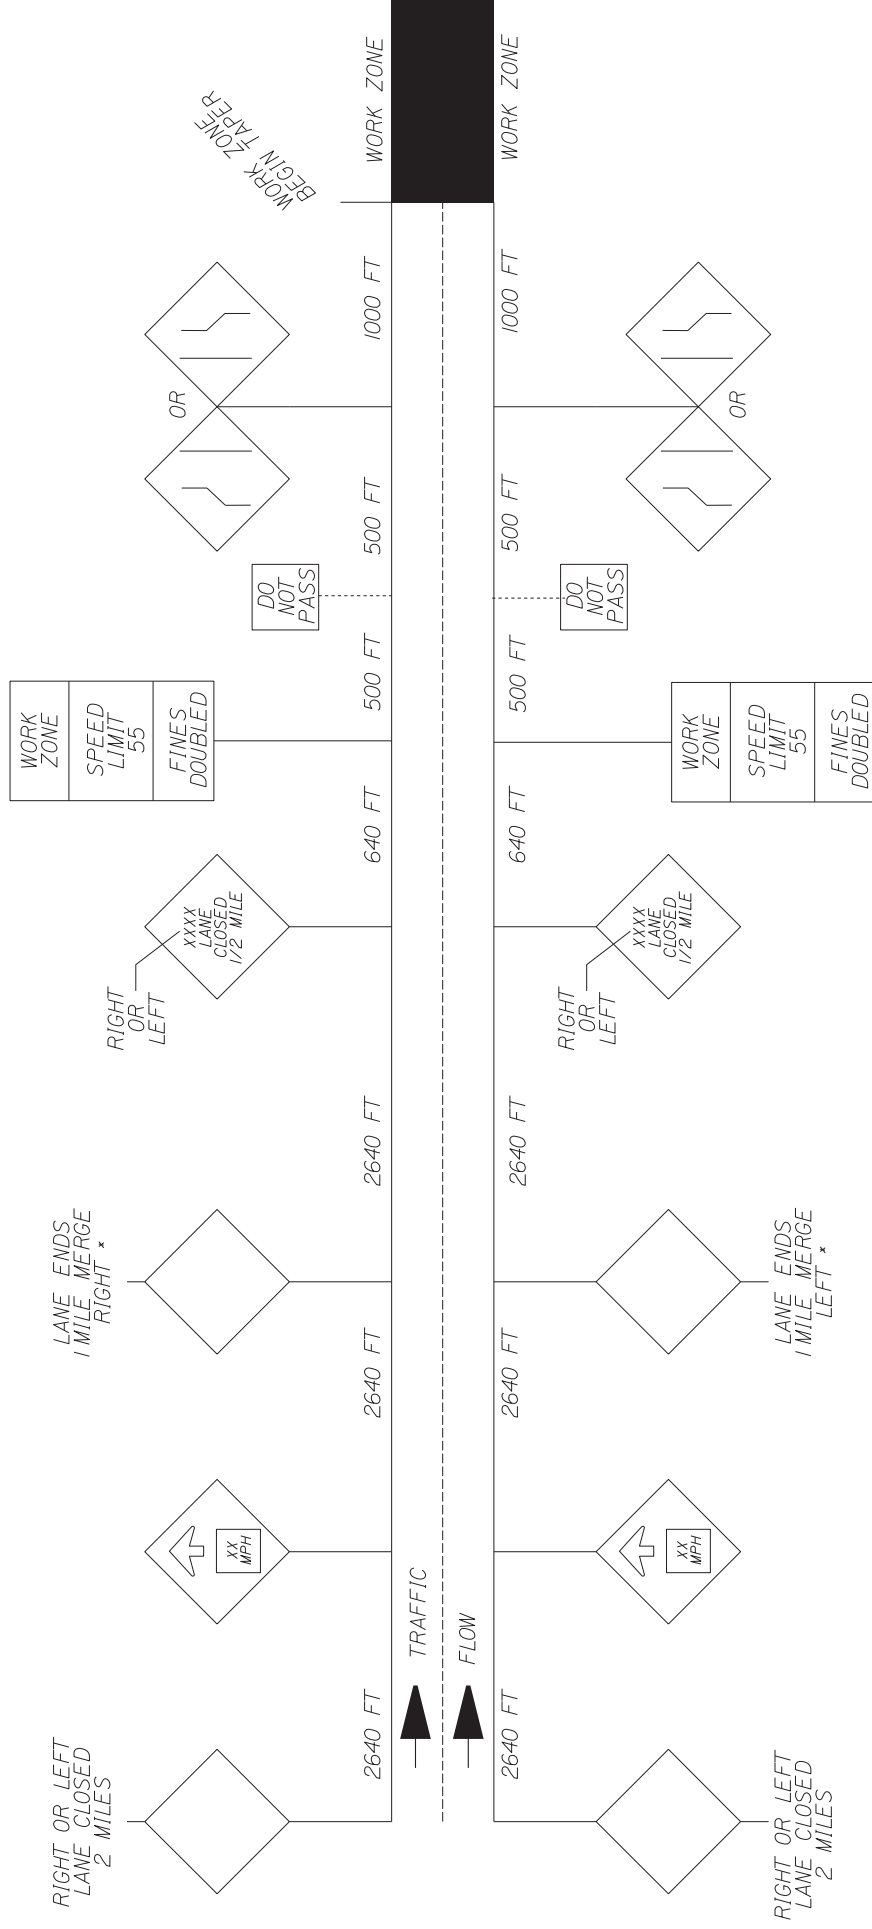 WORK ZONE
BEGIN TAPER
RIGHT OR LEFT
LANE CLOSED
2 MILES
XX
MPH
LANE ENDS
1 MILE MERGE
RIGHT *
RIGHT
OR
LEFT
XXXX
LANE
CLOSED
1/2 MILE
WORK
ZONE
SPEED
LIMIT
55
FINES
DOUBLED
DO
NOT
PASS
OR
2640 FT
2640 FT
2640 FT
640 FT
500 FT
500 FT
1000 FT
WORK ZONE
TRAFFIC
FLOW
2640 FT
2640 FT
2640 FT
640 FT
500 FT
500 FT
1000 FT
WORK ZONE
XX
MPH
RIGHT
OR
LEFT
XXXX
LANE
CLOSED
1/2 MILE
DO
NOT
PASS
WORK
ZONE
SPEED
LIMIT
55
FINES
DOUBLED
OR
RIGHT OR LEFT
LANE CLOSED
2 MILES
LANE ENDS
1 MILE MERGE
LEFT *